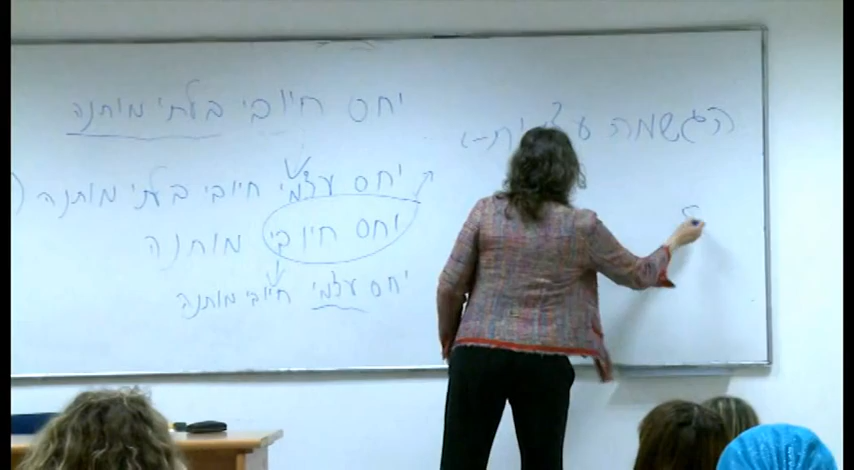 הגשמה עצמית
יחס חיובי בלתי מותנה
יחס עצמי חיובי בלתי מותנה
יחס חיובי מותנה
יחס עצמי חיובי מותנה